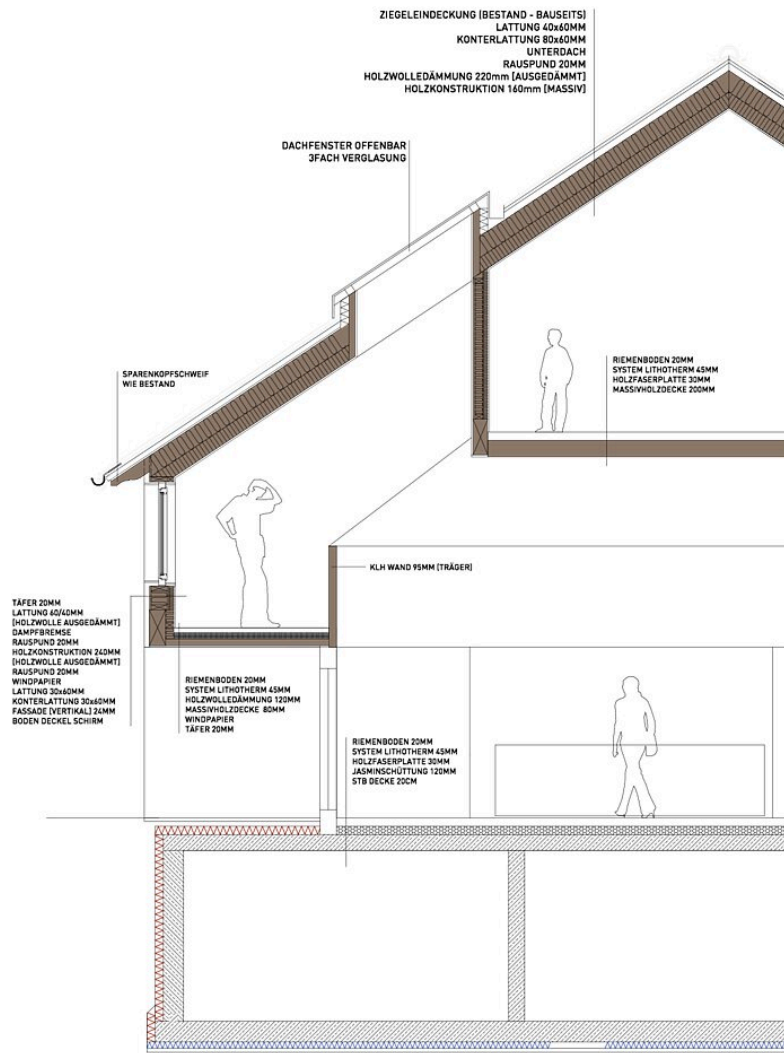 ZIEGELEINDECKUNG (BESTAND - BAUSEITS)
LATTUNG 40x60MM
KONTERLATTUNG 80x60MM
UNTERDACH
RAUSPUND 20MM
HOLZWOLLEDÄMMUNG 220mm [AUSGEDÄMMT]
HOLZKONSTRUKTION 160mm [MASSIV]
DACHFENSTER OFFENBAR
3FACH VERGLASUNG
SPARENKOPFSCHWEIF
WIE BESTAND
RIEMENBODEN 20MM
SYSTEM LITHOTHERM 45MM
HOLZFASERPLATTE 30MM
MASSIVHOLZDECKE 200MM
KLH WAND 95MM (TRÄGER)
TÄFER 20MM
LATTUNG 60/40MM
[HOLZWOLLE AUSGEDÄMMT]
DAMPFBREMSE
RAUSPUND 20MM
HOLZKONSTRUKTION 240MM
[HOLZWOLLE AUSGEDÄMMT]
RAUSPUND 20MM
WINDPAPIER
LATTUNG 30x60MM
KONTERLATTUNG 30x60MM
FASSADE (VERTIKAL) 24MM
BODEN DECKEL SCHIRM
RIEMENBODEN 20MM
SYSTEM LITHOTHERM 45MM
HOLZWOLLEDÄMMUNG 120MM
MASSIVHOLZDECKE 80MM
WINDPAPIER
TÄFER 20MM
RIEMENBODEN 20MM
SYSTEM LITHOTHERM 45MM
HOLZFASERPLATTE 30MM
JASMINSCHÜTTUNG 120MM
STB DECKE 20CM